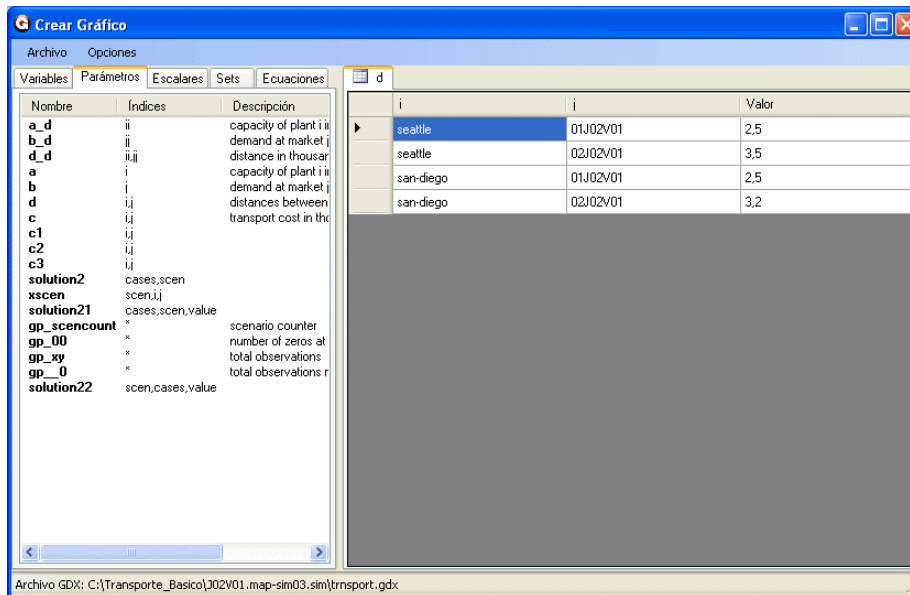 Crear Gráfico
Archivo Opciones
Variables Parámetros Escalares Sets Ecuaciones
Nombre Índices Descripción
a_d ii capacity of plant i
b_d jj demand at market
d_d ii,jj distance in
a i capacity of plant i
b j demand at market
d i,j distances between
c i,j transport cost in
c1 i,j
c2 i,j
c3 i,j
solution2 cases,scen
xscen scen,i,j
solution21 cases,scen,value
gp_scencount * scenario counter
gp_00 * number of zeros at
gp_xy * total observations
gp__0 * total observations
solution22 scen,cases,value
d
i j Valor
seattle 01J02V01 2,5
seattle 02J02V01 3,5
san-diego 01J02V01 2,5
san-diego 02J02V01 3,2
Archivo GDX: C:\Transporte_Basico\J02V01.map-sim03.sim\trnsport.gdx